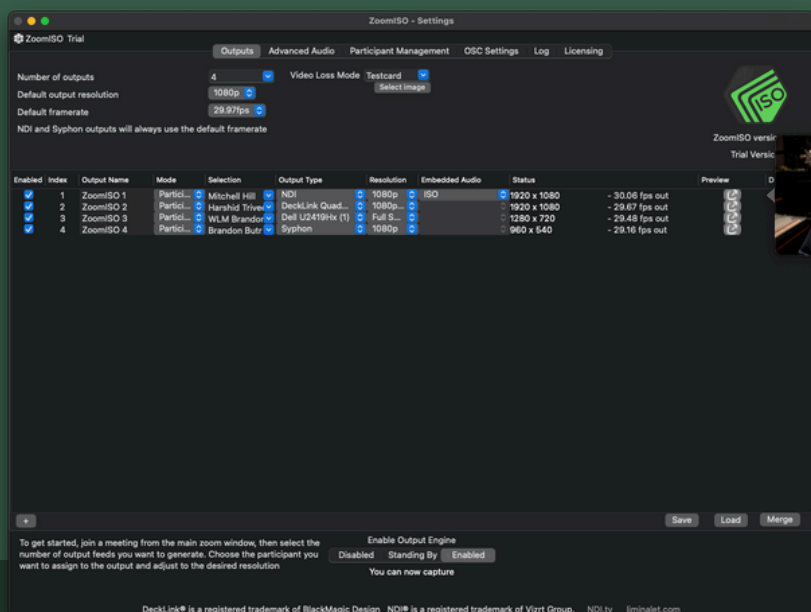 ZoomISO - Settings
ZoomISO Trial
Outputs Advanced Audio Participant Management OSC Settings Log Licensing
Number of outputs 4 Video Loss Mode Testcard
Select image
Default output resolution 1080p
Default framerate 29.97fps
NDI and Syphon outputs will always use the default framerate
ISO
ZoomISO versi
Trial Versi
Enabled Index Output Name Mode Selection Output Type Resolution Embedded Audio Status Preview D
1 ZoomISO 1 Partici... Mitchell Hill NDI 1080p ISO 1920 x 1080 - 30.06 fps out
2 ZoomISO 2 Partici... Harshid Trive DeckLink Quad... 1080p... 1920 x 1080 - 29.67 fps out
3 ZoomISO 3 Partici... WLM Brandor Dell U2419Hx (1) Full S... 1280 x 720 - 29.48 fps out
4 ZoomISO 4 Partici... Brandon Butr Syphon 1080p 960 x 540 - 29.16 fps out
+ Save Load Merge
To get started, join a meeting from the main zoom window, then select the
number of output feeds you want to generate. Choose the participant you
want to assign to the output and adjust to the desired resolution
Enable Output Engine
Disabled Standing By Enabled
You can now capture
DeckLink® is a registered trademark of BlackMagic Design NDI® is a registered trademark of Vizrt Group. NDI.tv liminalet.com